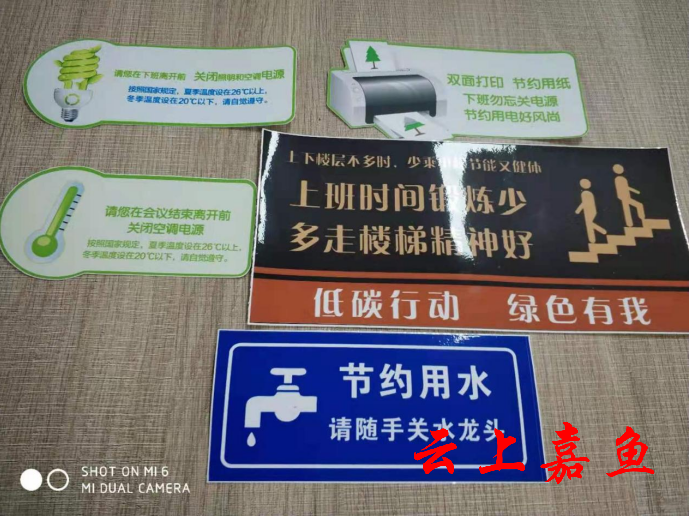 请您在下班离开前 关闭照明和空调电源
按照国家规定，夏季温度设在26℃以上，
冬季温度设在20℃以下，请自觉遵守。
双面打印 节约用纸
下班勿忘关电源
节约用电好风尚
请您在会议结束离开前
关闭空调电源
按照国家规定，夏季温度设在26℃以上，
冬季温度设在20℃以下，请自觉遵守。
上下楼层不多时，少乘电梯节能又健体
上班时间锻炼少
多走楼梯精神好
低碳行动 绿色有我
节约用水
请随手关水龙头
云上嘉鱼
SHOT ON MI 6
MI DUAL CAMERA